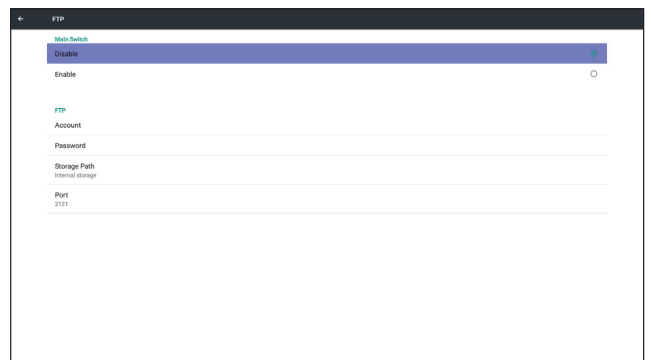 FTP
Main Switch
Disable
Enable
FTP
Account
Password
Storage Path
Internal storage
Port
2121